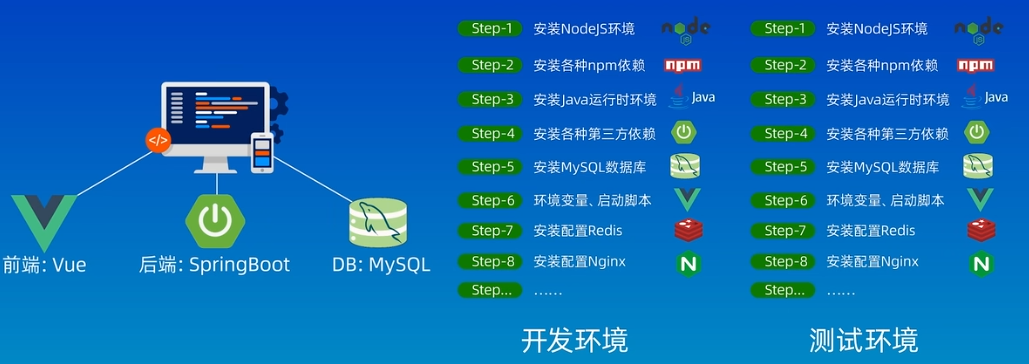 </>
前端: Vue
后端: SpringBoot
DB: MySQL
Step-1 安装NodeJS环境 node JS
Step-2 安装各种npm依赖 npm
Step-3 安装Java运行时环境 Java
Step-4 安装各种第三方依赖
Step-5 安装MySQL数据库
Step-6 环境变量、启动脚本
Step-7 安装配置Redis
Step-8 安装配置Nginx N
Step... ......
开发环境
Step-1 安装NodeJS环境 node JS
Step-2 安装各种npm依赖 npm
Step-3 安装Java运行时环境 Java
Step-4 安装各种第三方依赖
Step-5 安装MySQL数据库
Step-6 环境变量、启动脚本
Step-7 安装配置Redis
Step-8 安装配置Nginx N
Step... ......
测试环境